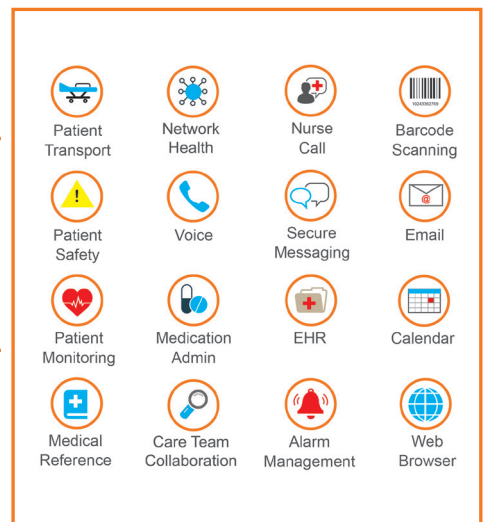 Patient
Transport
Network
Health
Nurse
Call
10243362769
Barcode
Scanning
!
Patient
Safety
Voice
Secure
Messaging
@
Email
Patient
Monitoring
Medication
Admin
EHR
Calendar
Medical
Reference
Care Team
Collaboration
Alarm
Management
Web
Browser